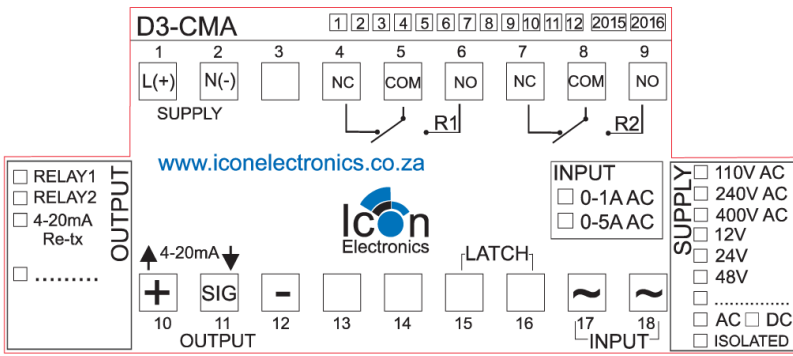 D3-CMA 1 2 3 4 5 6 7 8 9 10 11 12 2015 2016
1 2 3 4 5 6 7 8 9
L(+) N(-) NC COM NO NC COM NO
SUPPLY
R1 R2
www.iconelectronics.co.za
Icon
Electronics
INPUT
0-1A AC
0-5A AC
OUTPUT
RELAY1
RELAY2
4-20mA
Re-tx
.........
SUPPLY
110V AC
240V AC
400V AC
12V
24V
48V
...............
AC DC
ISOLATED
4-20mA LATCH
+ SIG - ~ ~
10 11 12 13 14 15 16 17 18
OUTPUT INPUT